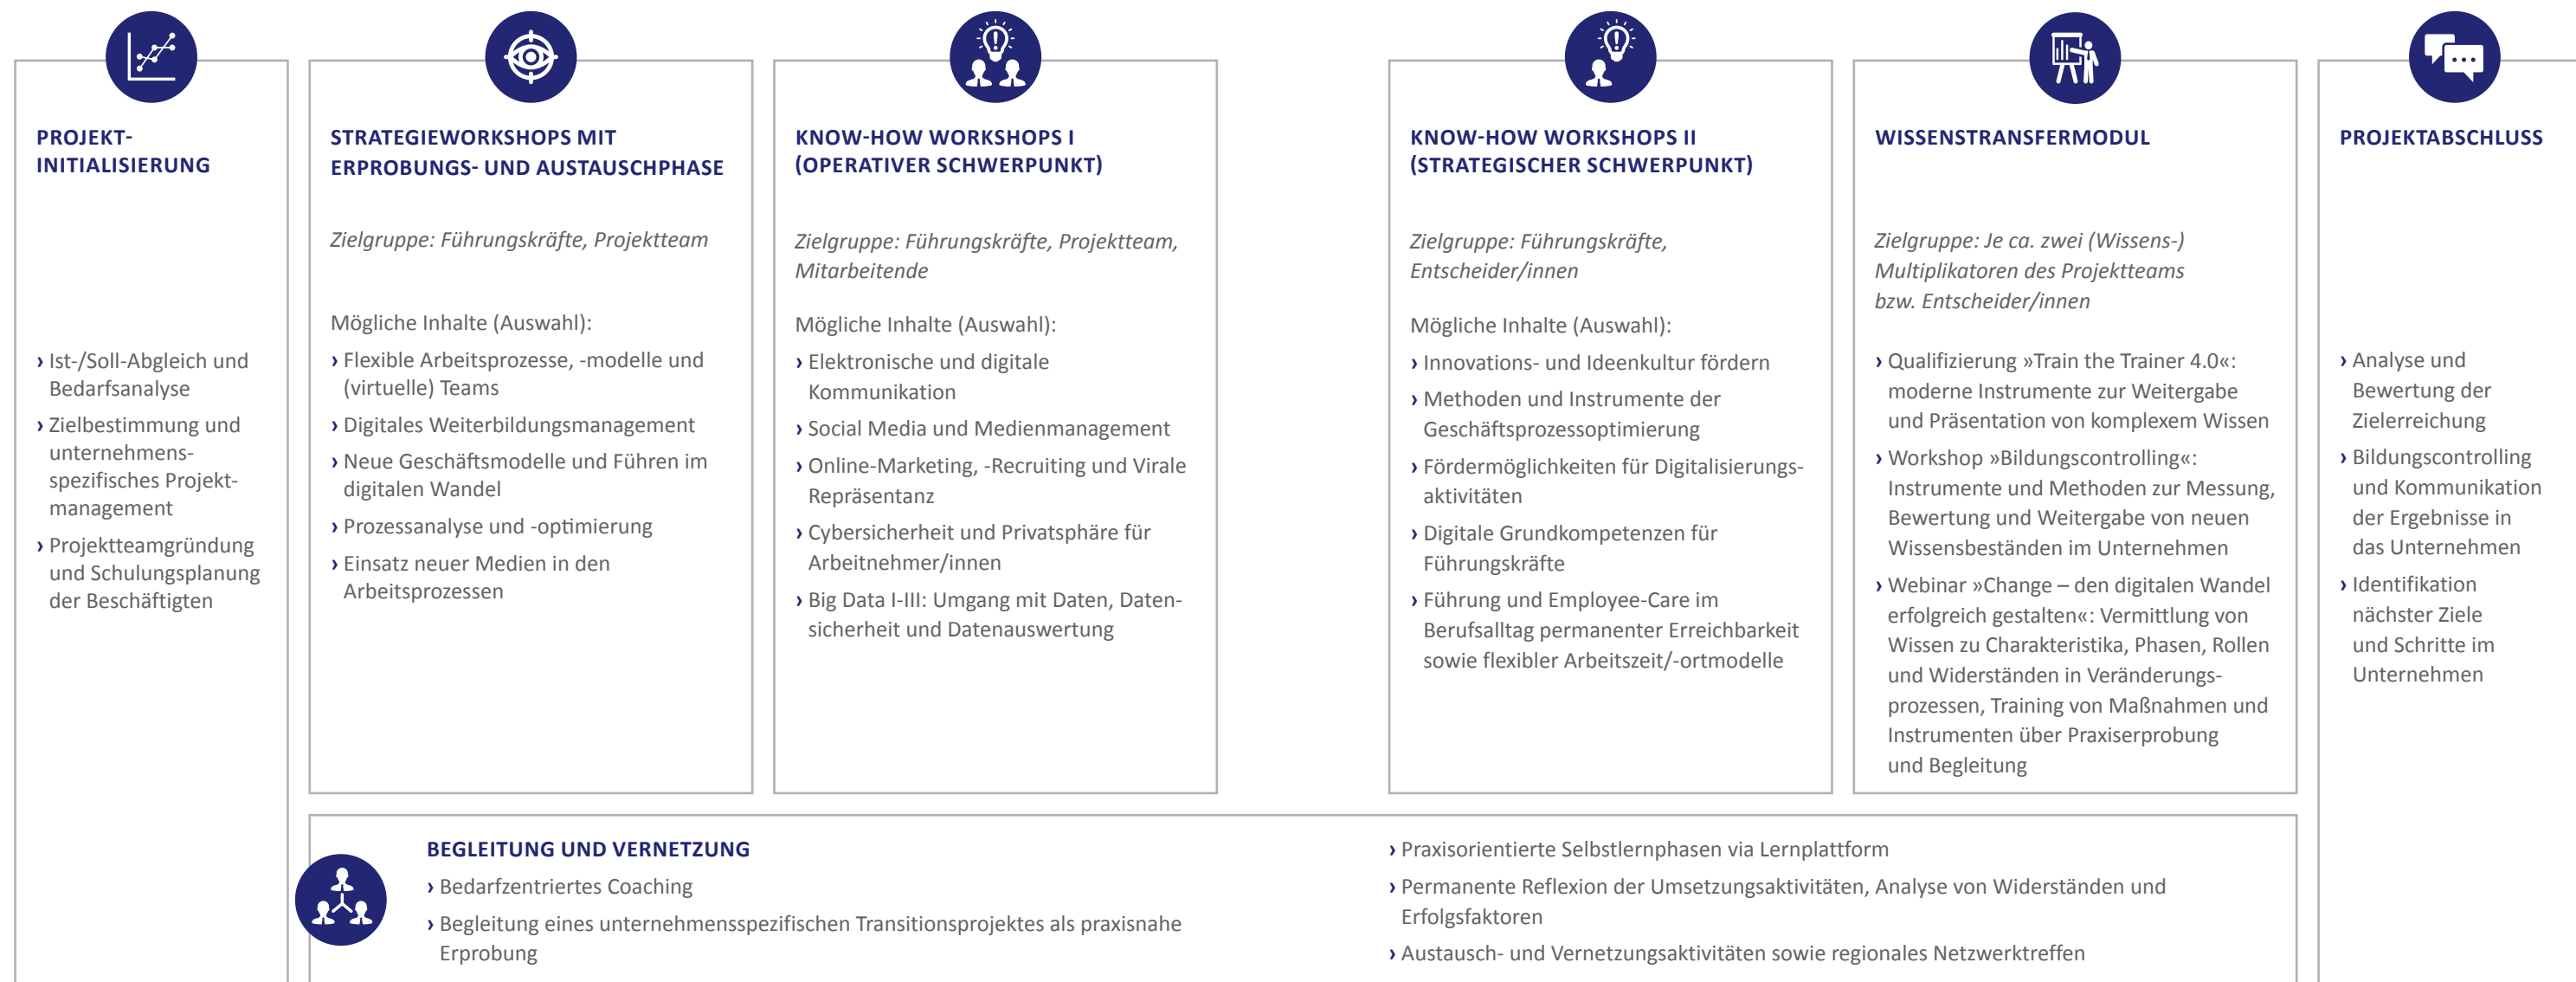 PROJEKT-
INITIALISIERUNG
› Ist-/Soll-Abgleich und
Bedarfsanalyse
› Zielbestimmung und
unternehmens-
spezifisches Projekt-
management
› Projektteamgründung
und Schulungsplanung
der Beschäftigten
STRATEGIEWORKSHOPS MIT
ERPROBUNGS- UND AUSTAUSCHPHASE
Zielgruppe: Führungskräfte, Projektteam
Mögliche Inhalte (Auswahl):
› Flexible Arbeitsprozesse, -modelle und
(virtuelle) Teams
› Digitales Weiterbildungsmanagement
› Neue Geschäftsmodelle und Führen im
digitalen Wandel
› Prozessanalyse und -optimierung
› Einsatz neuer Medien in den
Arbeitsprozessen
KNOW-HOW WORKSHOPS I
(OPERATIVER SCHWERPUNKT)
Zielgruppe: Führungskräfte, Projektteam,
Mitarbeitende
Mögliche Inhalte (Auswahl):
› Elektronische und digitale
Kommunikation
› Social Media und Medienmanagement
› Online-Marketing, -Recruiting und Virale
Repräsentanz
› Cybersicherheit und Privatsphäre für
Arbeitnehmer/innen
› Big Data I-III: Umgang mit Daten, Daten-
sicherheit und Datenauswertung
KNOW-HOW WORKSHOPS II
(STRATEGISCHER SCHWERPUNKT)
Zielgruppe: Führungskräfte,
Entscheider/innen
Mögliche Inhalte (Auswahl):
› Innovations- und Ideenkultur fördern
› Methoden und Instrumente der
Geschäftsprozessoptimierung
› Fördermöglichkeiten für Digitalisierungs-
aktivitäten
› Digitale Grundkompetenzen für
Führungskräfte
› Führung und Employee-Care im
Berufsalltag permanenter Erreichbarkeit
sowie flexibler Arbeitszeit/-ortmodelle
WISSENSTRANSFERMODUL
Zielgruppe: Je ca. zwei (Wissens-)
Multiplikatoren des Projektteams
bzw. Entscheider/innen
› Qualifizierung »Train the Trainer 4.0«:
moderne Instrumente zur Weitergabe
und Präsentation von komplexem Wissen
› Workshop »Bildungscontrolling«:
Instrumente und Methoden zur Messung,
Bewertung und Weitergabe von neuen
Wissensbeständen im Unternehmen
› Webinar »Change – den digitalen Wandel
erfolgreich gestalten«: Vermittlung von
Wissen zu Charakteristika, Phasen, Rollen
und Widerständen in Veränderungs-
prozessen, Training von Maßnahmen und
Instrumenten über Praxiserprobung
und Begleitung
PROJEKTABSCHLUSS
› Analyse und
Bewertung der
Zielerreichung
› Bildungscontrolling
und Kommunikation
der Ergebnisse in
das Unternehmen
› Identifikation
nächster Ziele
und Schritte im
Unternehmen
BEGLEITUNG UND VERNETZUNG
› Bedarfzentriertes Coaching
› Begleitung eines unternehmensspezifischen Transitionsprojektes als praxisnahe
Erprobung
› Praxisorientierte Selbstlernphasen via Lernplattform
› Permanente Reflexion der Umsetzungsaktivitäten, Analyse von Widerständen und
Erfolgsfaktoren
› Austausch- und Vernetzungsaktivitäten sowie regionales Netzwerktreffen